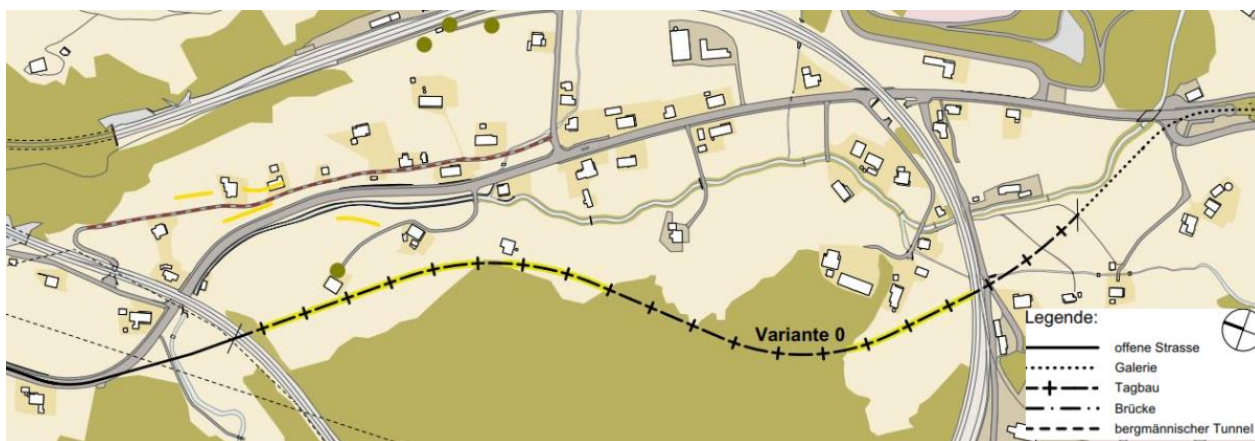 Variante 0
Legende:
offene Strasse
Galerie
Tagbau
Brücke
bergmännischer Tunnel